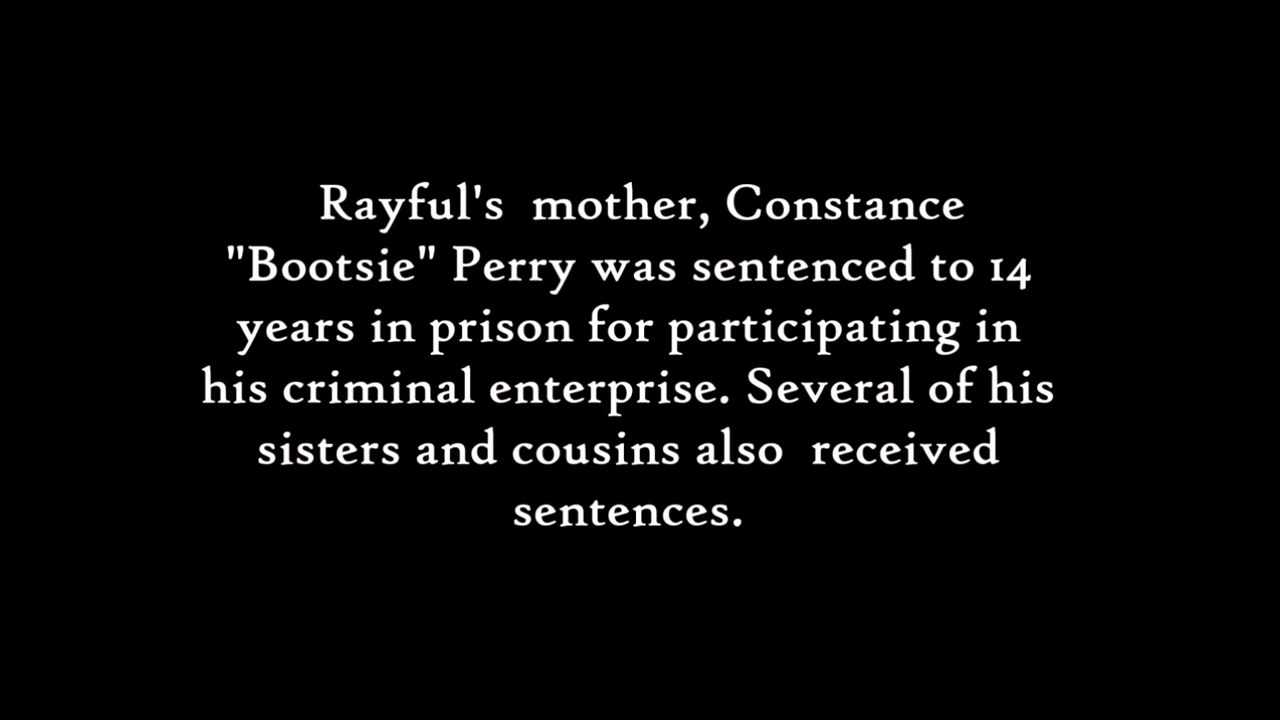 Rayful's  mother, Constance
"Bootsie" Perry was sentenced to 14
years in prison for participating in
his criminal enterprise. Several of his
sisters and cousins also  received
sentences.